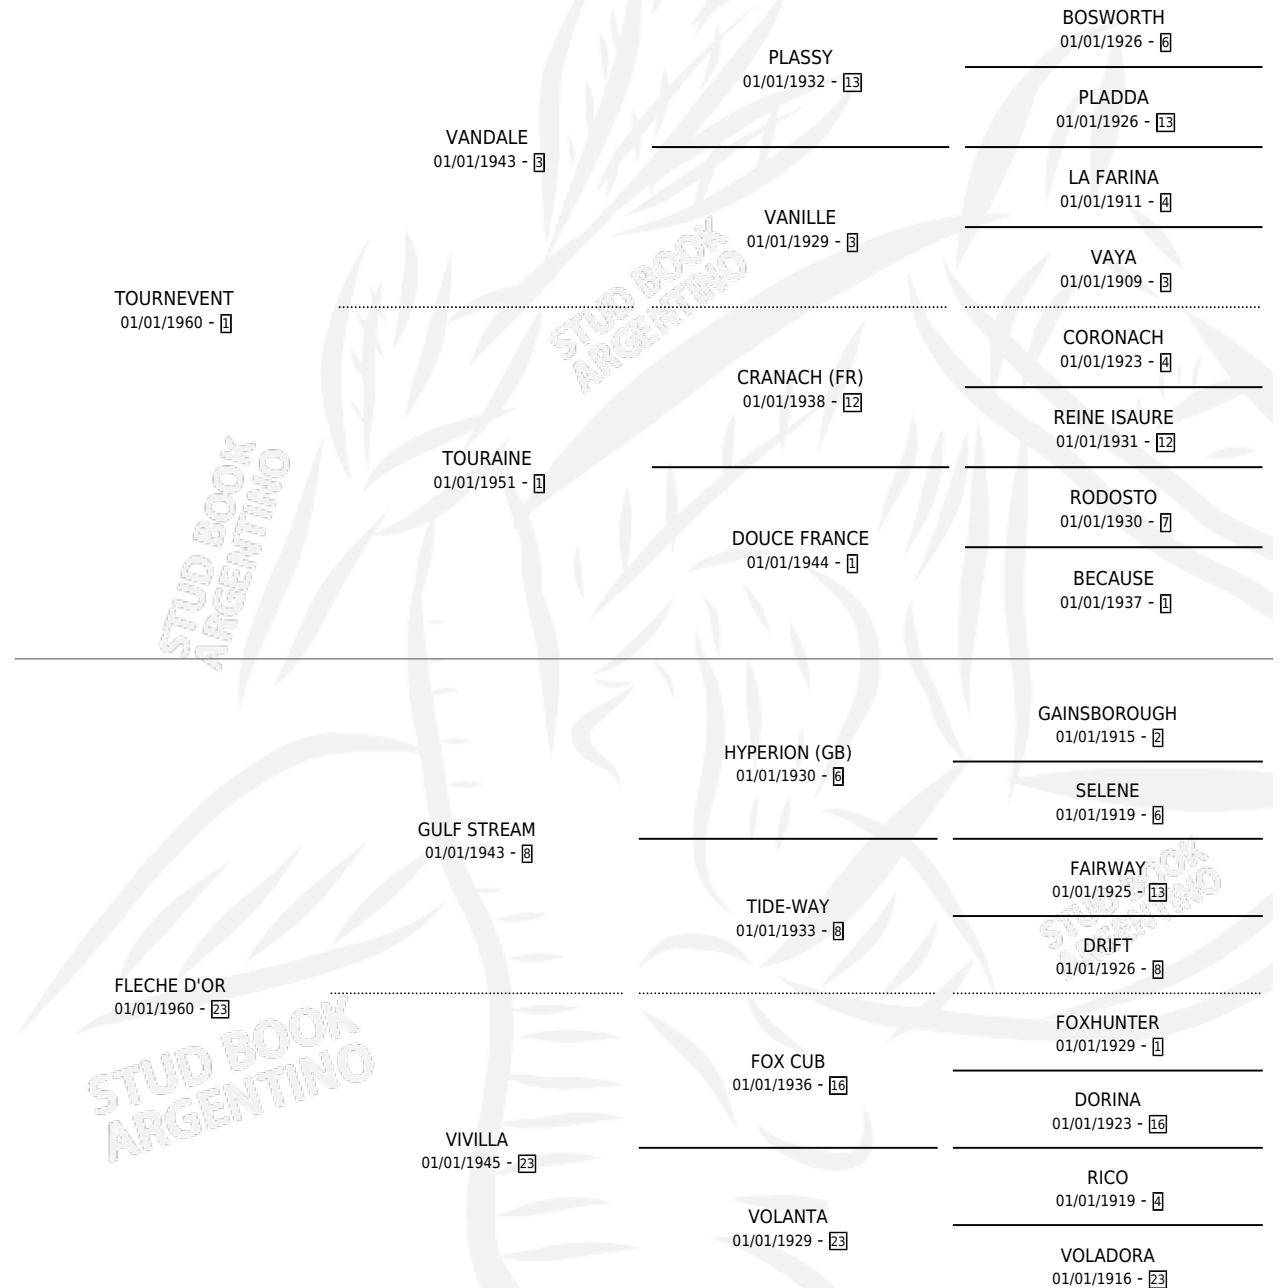 BOSWORTH
01/01/1926 - 6
PLASSY
01/01/1932 - 13
PLADDA
01/01/1926 - 13
VANDALE
01/01/1943 - 3
LA FARINA
01/01/1911 - 4
VANILLE
01/01/1929 - 3
VAYA
01/01/1909 - 3
STUD BOOK
ARGENTINO
TOURNEVENT
01/01/1960 - 1
CORONACH
01/01/1923 - 4
CRANACH (FR)
01/01/1938 - 12
REINE ISAURE
01/01/1931 - 12
TOURAINE
01/01/1951 - 1
RODOSTO
01/01/1930 - 7
DOUCE FRANCE
01/01/1944 - 1
BECAUSE
01/01/1937 - 1
STUD BOOK
ARGENTINO
GAINSBOROUGH
01/01/1915 - 2
HYPERION (GB)
01/01/1930 - 6
SELENE
01/01/1919 - 6
GULF STREAM
01/01/1943 - 8
FAIRWAY
01/01/1925 - 13
STUD BOOK
ARGENTINO
TIDE-WAY
01/01/1933 - 8
DRIFT
01/01/1926 - 8
FLECHE D'OR
01/01/1960 - 23
STUD BOOK
ARGENTINO
FOXHUNTER
01/01/1929 - 1
FOX CUB
01/01/1936 - 16
DORINA
01/01/1923 - 16
VIVILLA
01/01/1945 - 23
RICO
01/01/1919 - 4
VOLANTA
01/01/1929 - 23
VOLADORA
01/01/1916 - 23